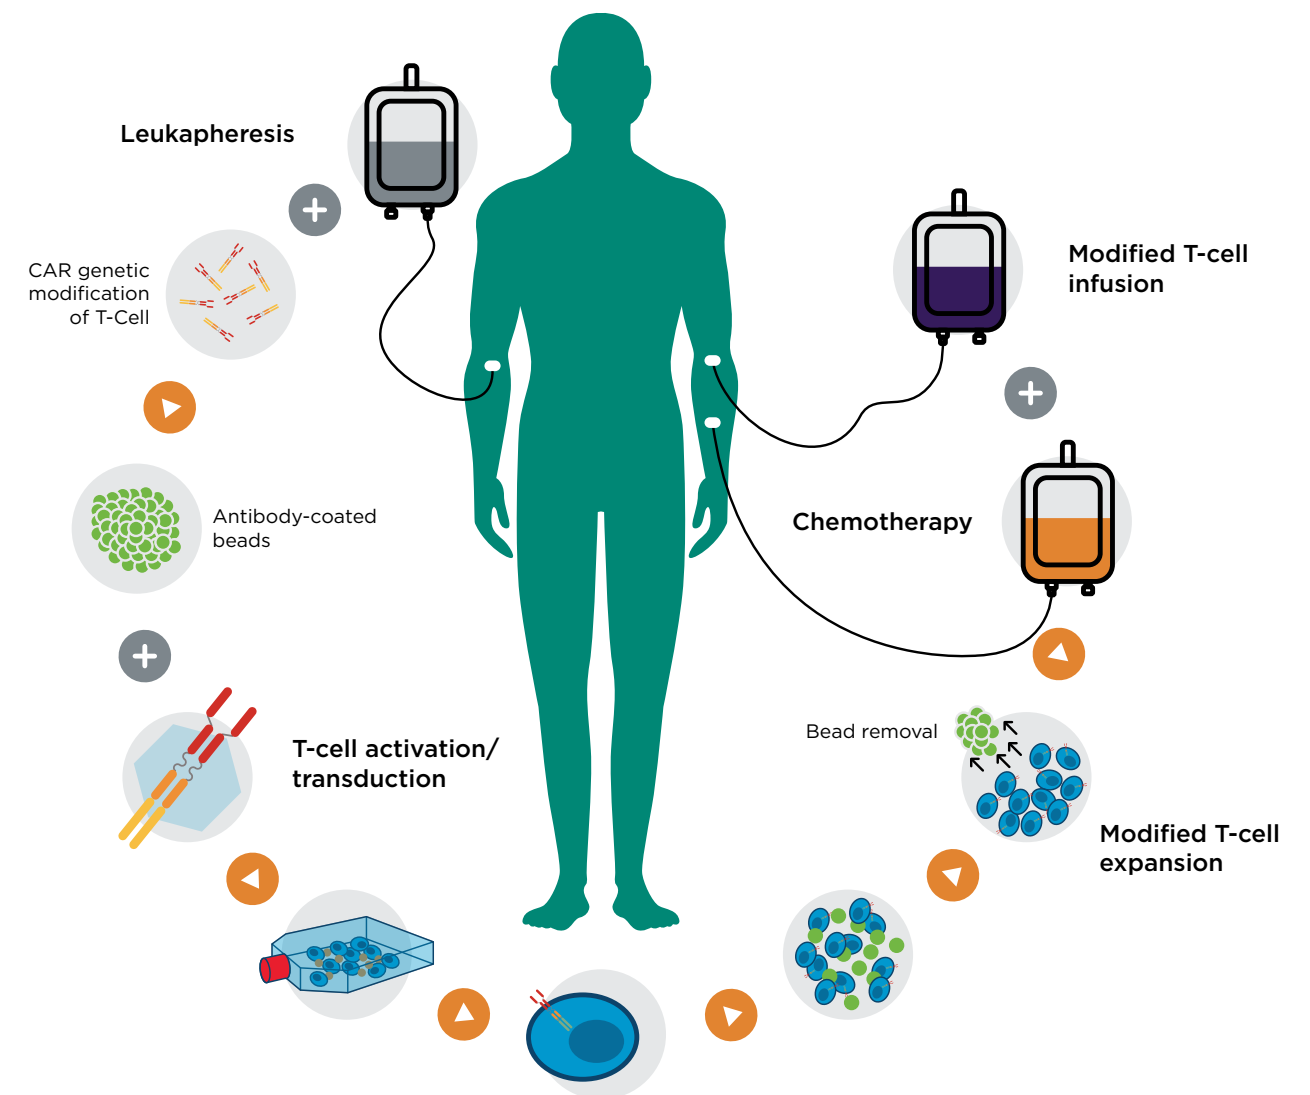 Leukapheresis
CAR genetic
modification
of T-Cell
Antibody-coated
beads
T-cell activation/
transduction
Modified T-cell
infusion
Chemotherapy
Bead removal
Modified T-cell
expansion